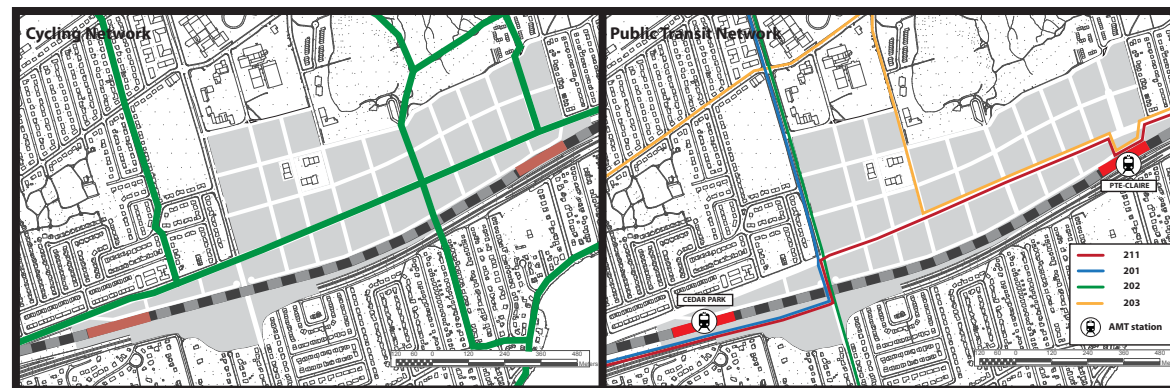 Cycling Network
Public Transit Network
CEDAR PARK
PTE-CLAIRE
211
201
202
203
AMT station
120 60 0 120 240 360 480
120 60 0 120 240 360 480